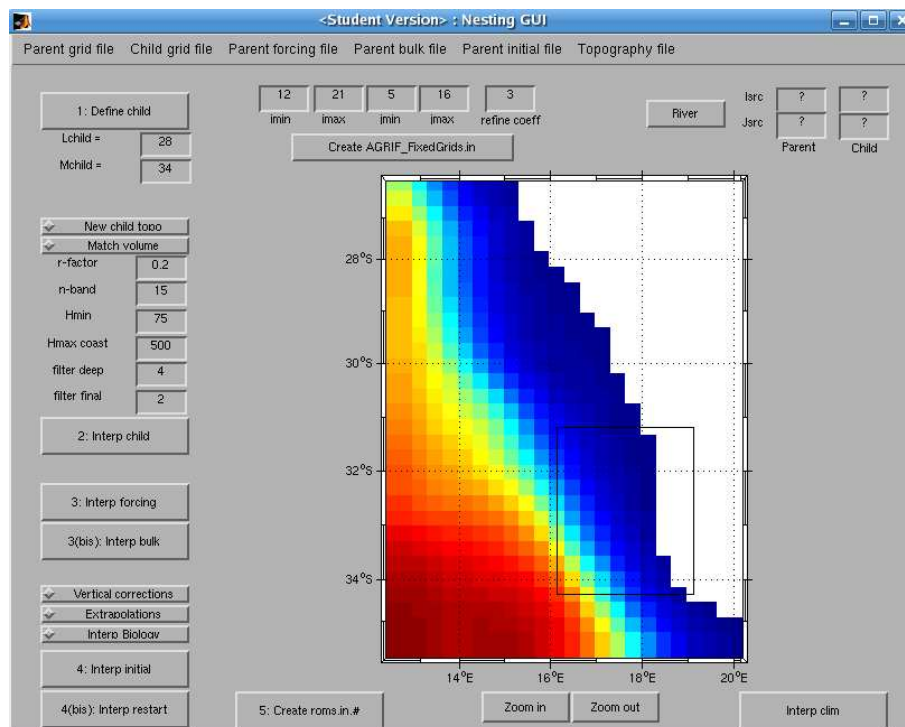 <Student Version> : Nesting GUI
Parent grid file Child grid file Parent forcing file Parent bulk file Parent initial file Topography file
1: Define child
Lchild = 28
Mchild = 34
12 21 5 16 3
imin imax jmin jmax refine coeff
Create AGRIF_FixedGrids.in
River
Isrc ? ?
Jsrc ? ?
Parent Child
New child topo
Match volume
r-factor 0.2
n-band 15
Hmin 75
Hmax coast 500
filter deep 4
filter final 2
2: Interp child
3: Interp forcing
3(bis): Interp bulk
Vertical corrections
Extrapolations
Interp Biology
4: Interp initial
4(bis): Interp restart
28°S
30°S
32°S
34°S
14°E 16°E 18°E 20°E
5: Create roms.in.#
Zoom in Zoom out
Interp clim